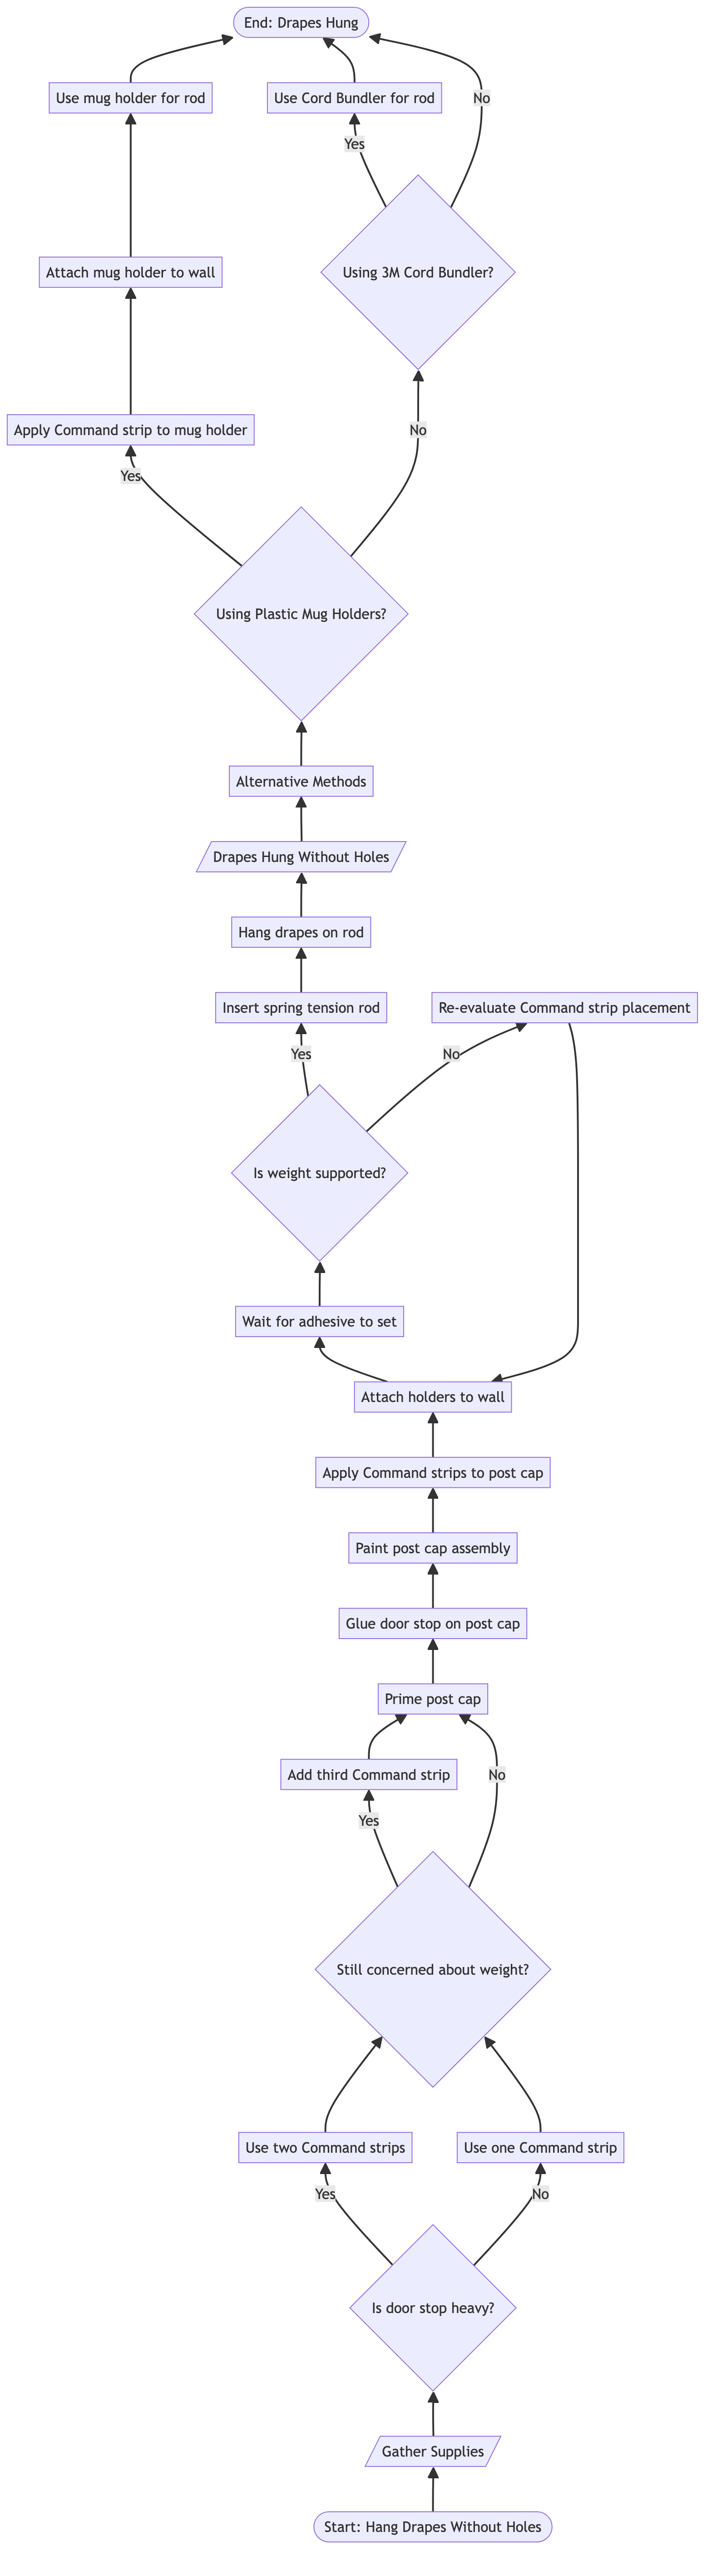 End: Drapes Hung
Use mug holder for rod
Use Cord Bundler for rod
No
Yes
Attach mug holder to wall
Using 3M Cord Bundler?
Apply Command strip to mug holder
No
Yes
Using Plastic Mug Holders?
Alternative Methods
Drapes Hung Without Holes
Hang drapes on rod
Insert spring tension rod
Re-evaluate Command strip placement
Yes
No
Is weight supported?
Wait for adhesive to set
Attach holders to wall
Apply Command strips to post cap
Paint post cap assembly
Glue door stop on post cap
Prime post cap
Add third Command strip
No
Yes
Still concerned about weight?
Use two Command strips
Use one Command strip
Yes
No
Is door stop heavy?
Gather Supplies
Start: Hang Drapes Without Holes